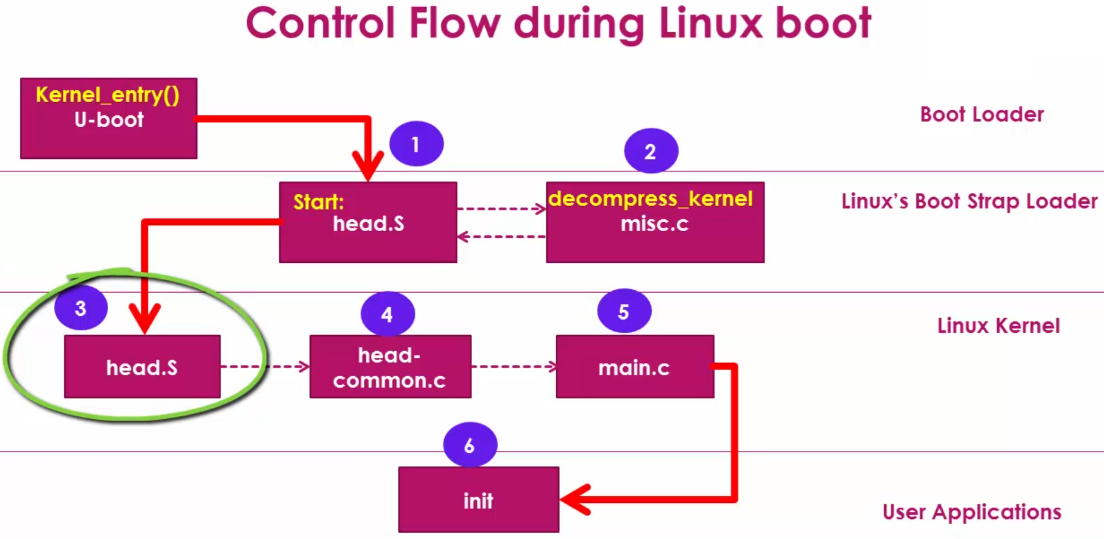 Control Flow during Linux boot
Kernel_entry()
U-boot
Boot Loader
1
2
Start:
head.S
decompress_kernel
misc.c
Linux's Boot Strap Loader
3
4
5
Linux Kernel
head.S
head-
common.c
main.c
6
init
User Applications